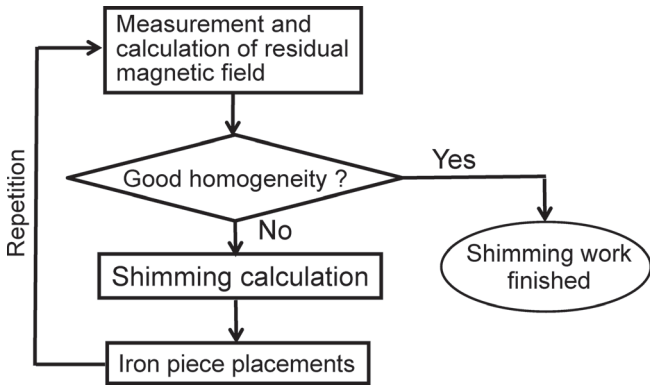 Measurement and
calculation of residual
magnetic field
Repetition
Good homogeneity ?
Yes
No
Shimming work
finished
Shimming calculation
Iron piece placements